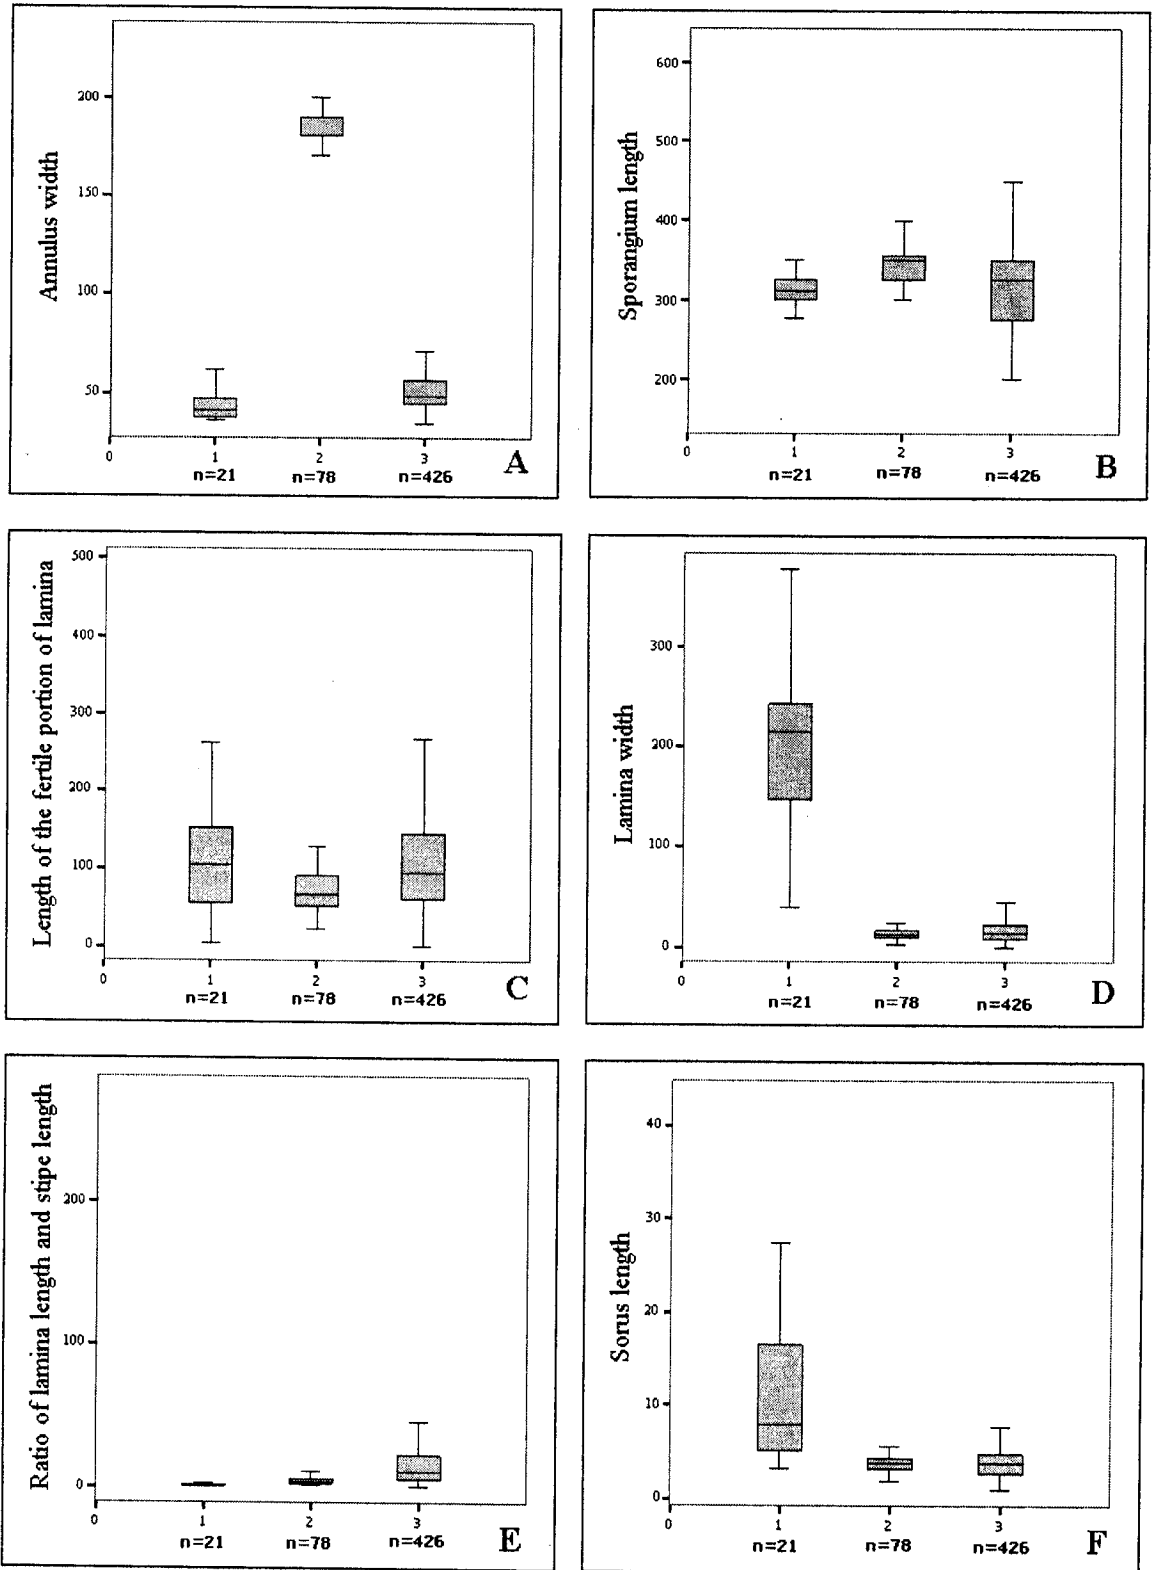 Annulus width
200
150
100
50
0
1
2
3
n=21
n=78
n=426
A
Sporangium length
600
500
400
300
200
0
1
2
3
n=21
n=78
n=426
B
Length of the fertile portion of lamina
500
400
300
200
100
0
0
1
2
3
n=21
n=78
n=426
C
Lamina width
300
200
100
0
0
1
2
3
n=21
n=78
n=426
D
Ratio of lamina length and stipe length
200
100
0
0
1
2
3
n=21
n=78
n=426
E
Sorus length
40
30
20
10
0
0
1
2
3
n=21
n=78
n=426
F